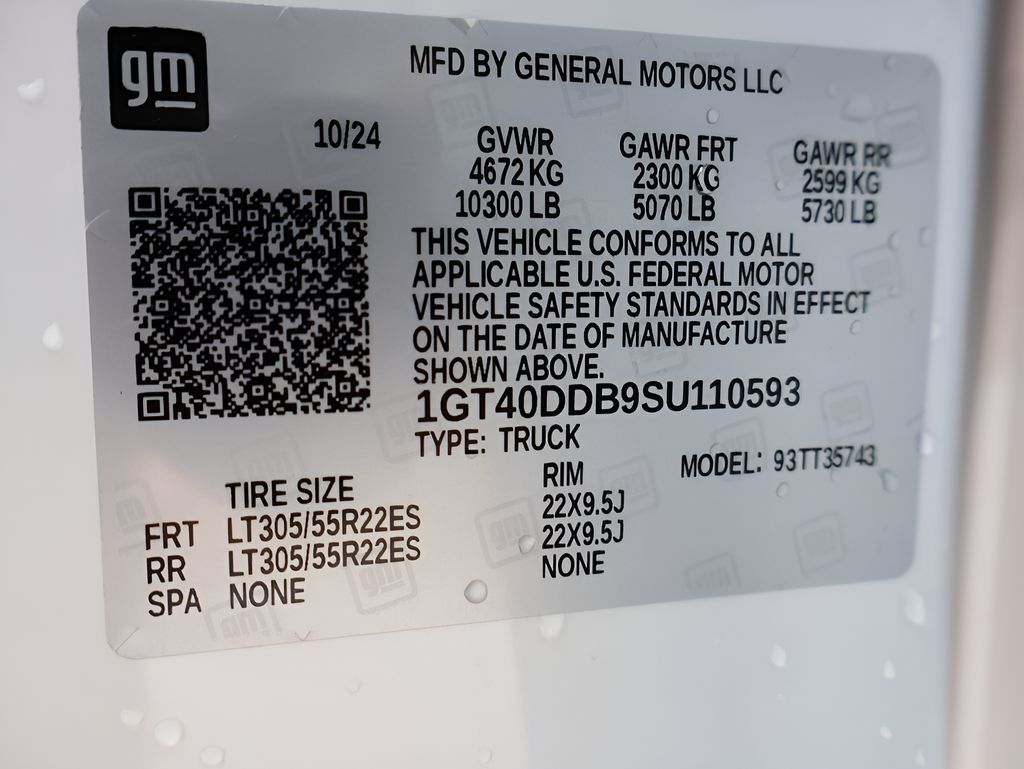 gm
MFD BY GENERAL MOTORS LLC
10/24
GVWR GAWR FRT GAWR RR
4672 KG 2300 KG 2599 KG
10300 LB 5070 LB 5730 LB
THIS VEHICLE CONFORMS TO ALL
APPLICABLE U.S. FEDERAL MOTOR
VEHICLE SAFETY STANDARDS IN EFFECT
ON THE DATE OF MANUFACTURE
SHOWN ABOVE.
1GT40DDB9SU110593
TYPE: TRUCK
MODEL: 93TT35743
TIRE SIZE RIM
FRT LT305/55R22ES 22X9.5J
RR LT305/55R22ES 22X9.5J
SPA NONE NONE